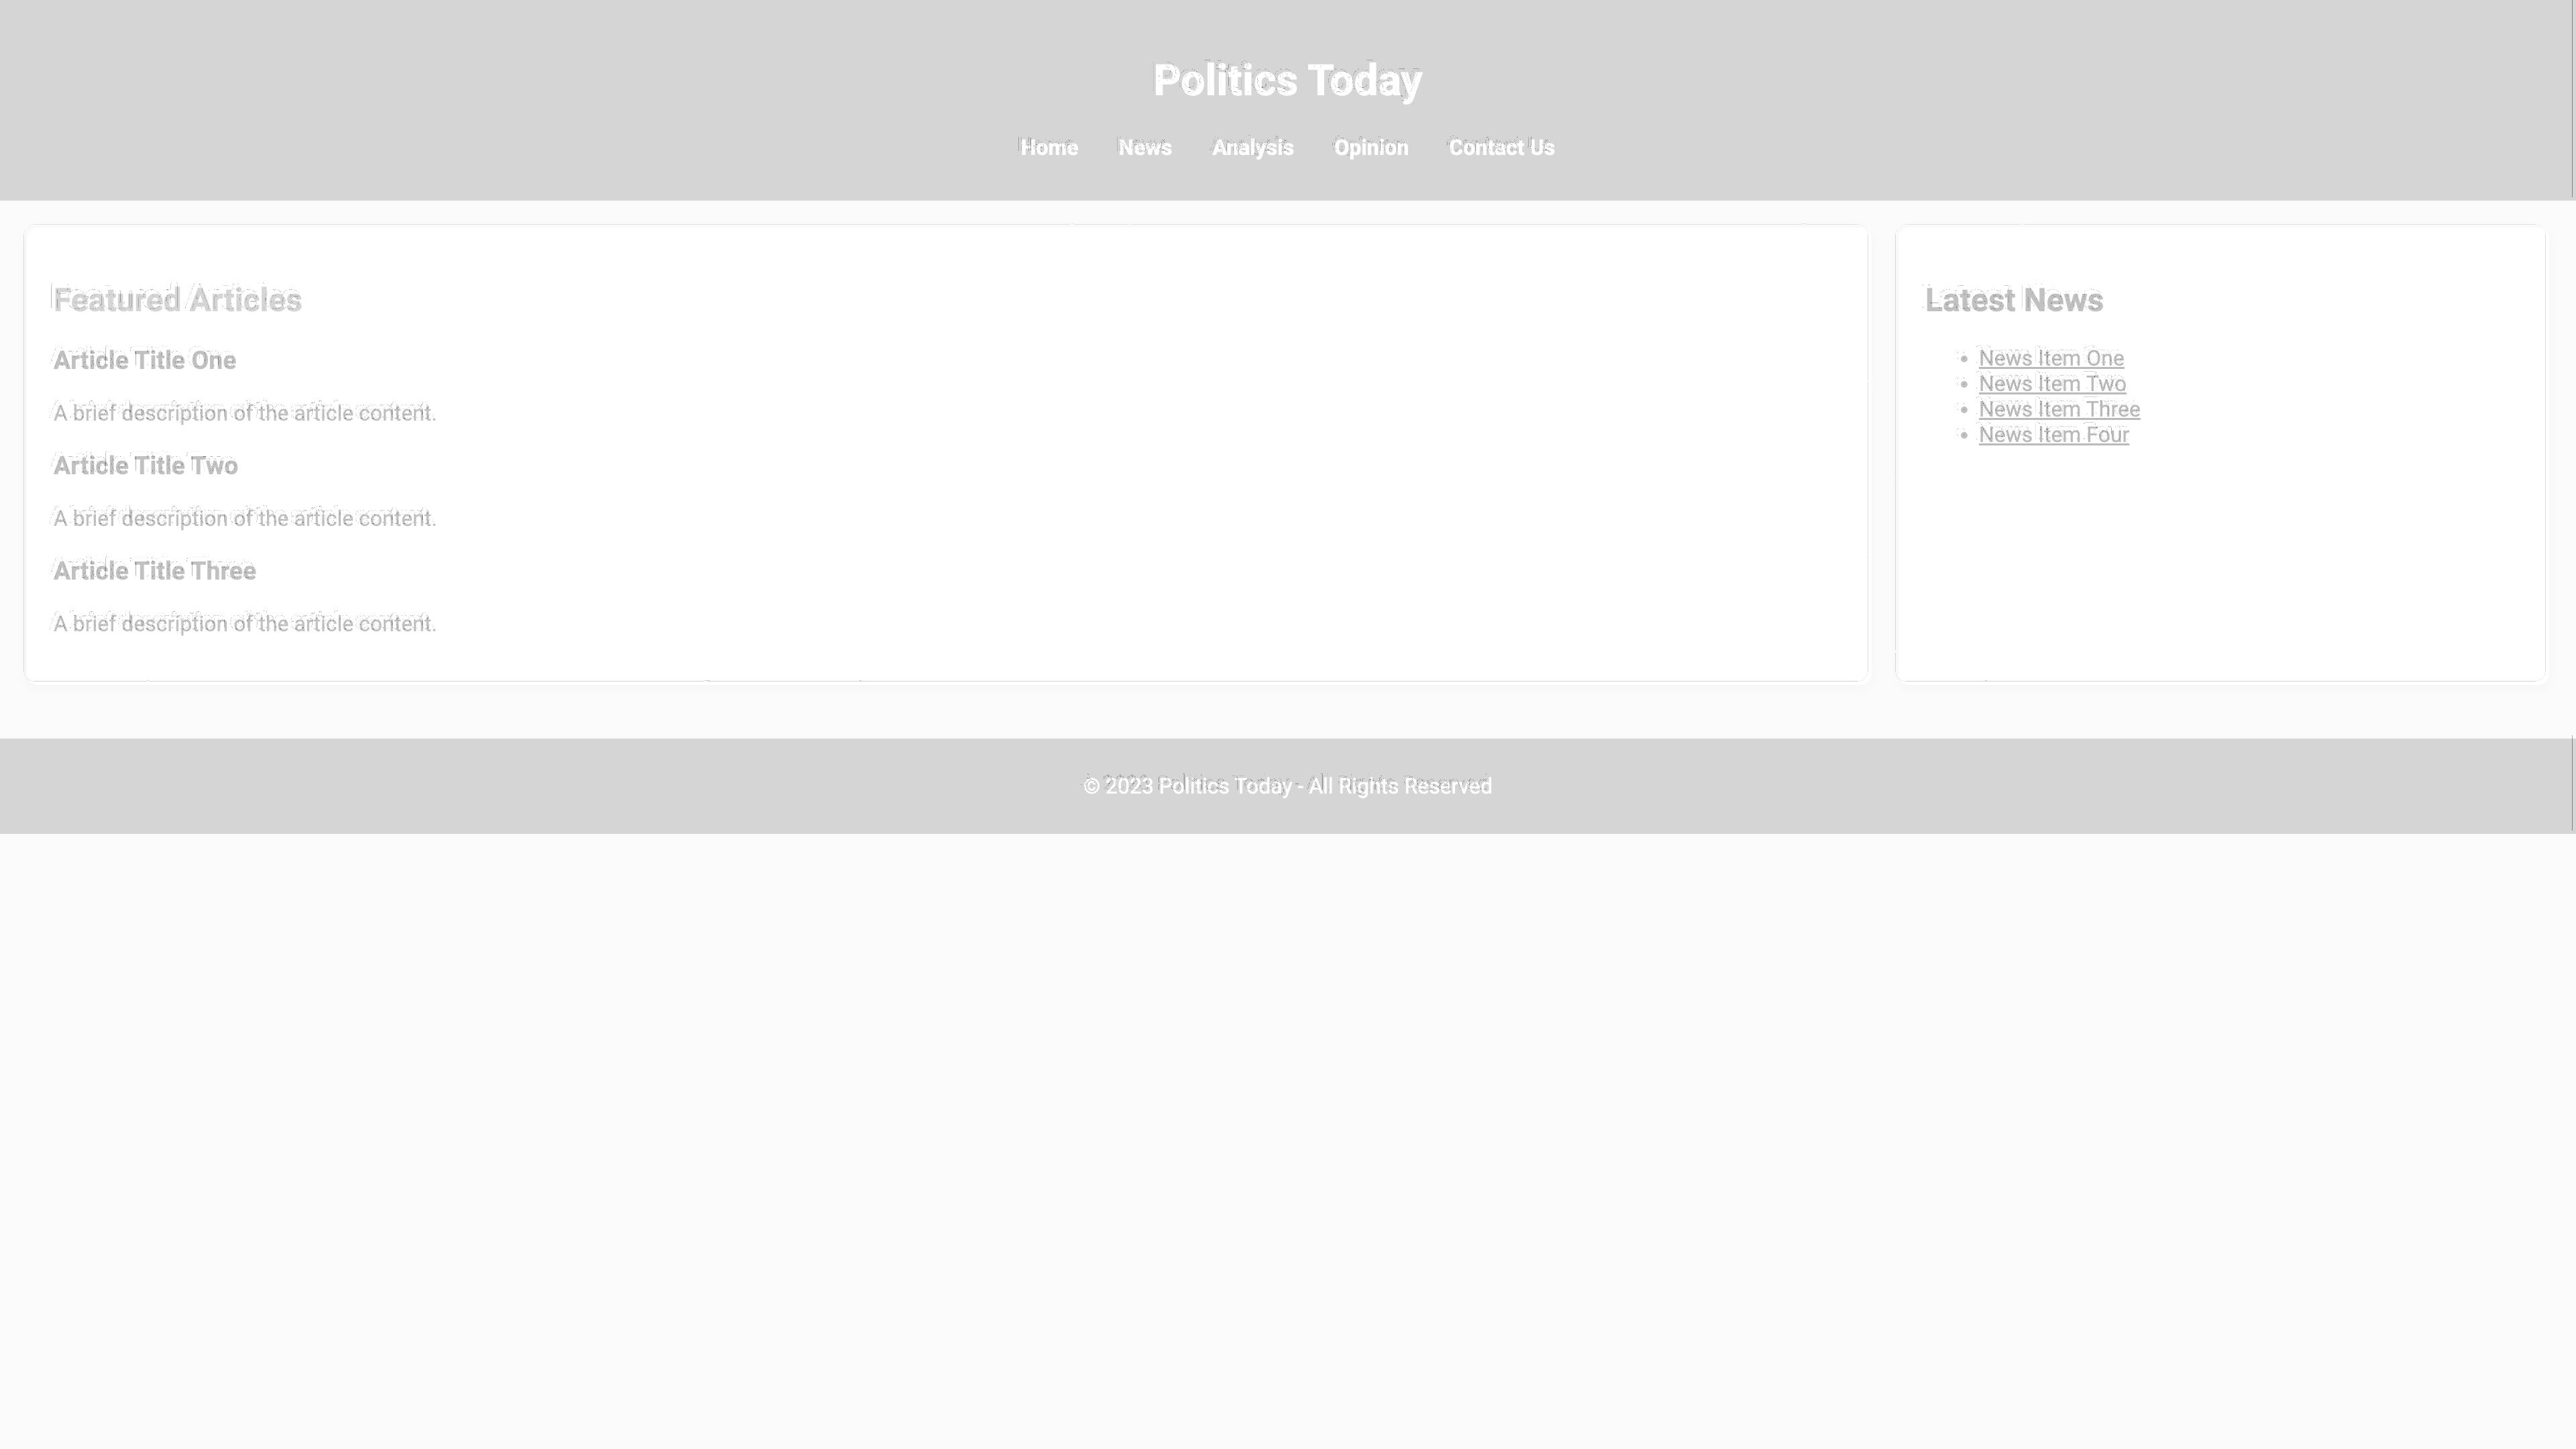 Politics Today
Home News Analysis Opinion Contact Us
Featured Articles
Article Title One
A brief description of the article content.
Article Title Two
A brief description of the article content.
Article Title Three
A brief description of the article content.
Latest News
• News Item One
• News Item Two
• News Item Three
• News Item Four
© 2023 Politics Today - All Rights Reserved